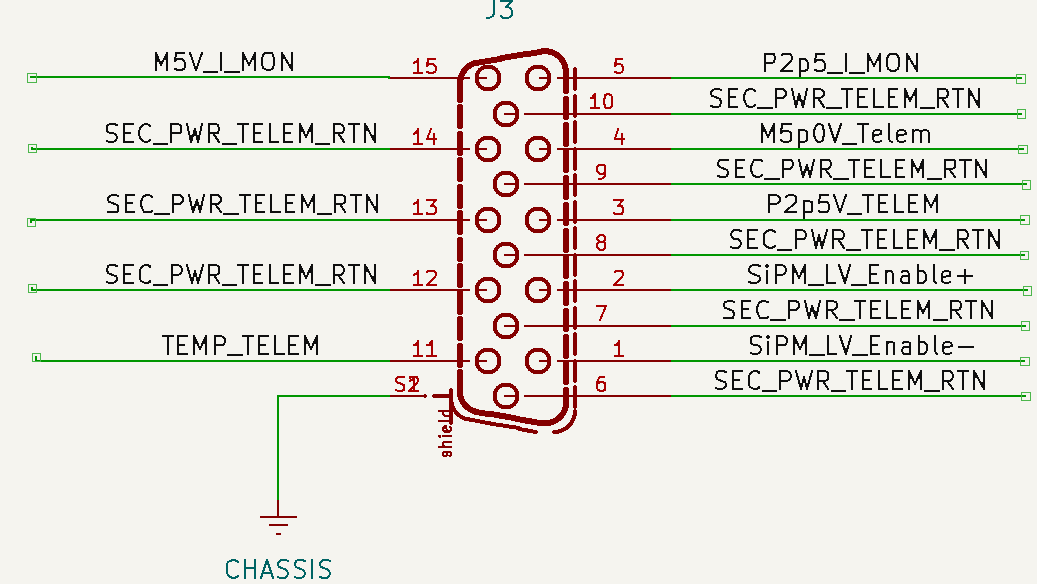 J3
M5V_I_MON 15 5 P2p5_I_MON
10 SEC_PWR_TELEM_RTN
SEC_PWR_TELEM_RTN 14 4 M5p0V_Telem
9 SEC_PWR_TELEM_RTN
SEC_PWR_TELEM_RTN 13 3 P2p5V_TELEM
8 SEC_PWR_TELEM_RTN
SEC_PWR_TELEM_RTN 12 2 SiPM_LV_Enable+
7 SEC_PWR_TELEM_RTN
TEMP_TELEM 11 1 SiPM_LV_Enable-
6 SEC_PWR_TELEM_RTN
shield
CHASSIS